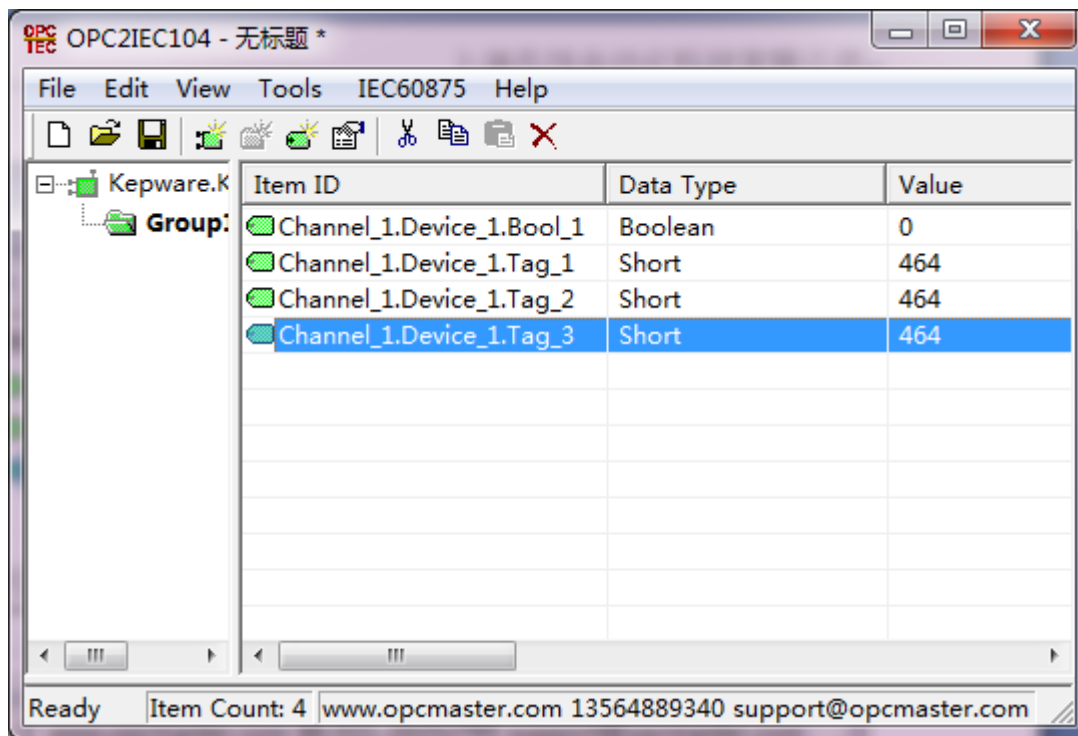 OPC TEC OPC2IEC104 - 无标题 *
File Edit View Tools IEC60875 Help
Kepware.K Item ID Data Type Value
Group Channel_1.Device_1.Bool_1 Boolean 0
Channel_1.Device_1.Tag_1 Short 464
Channel_1.Device_1.Tag_2 Short 464
Channel_1.Device_1.Tag_3 Short 464
Ready Item Count: 4 www.opcmaster.com 13564889340 support@opcmaster.com